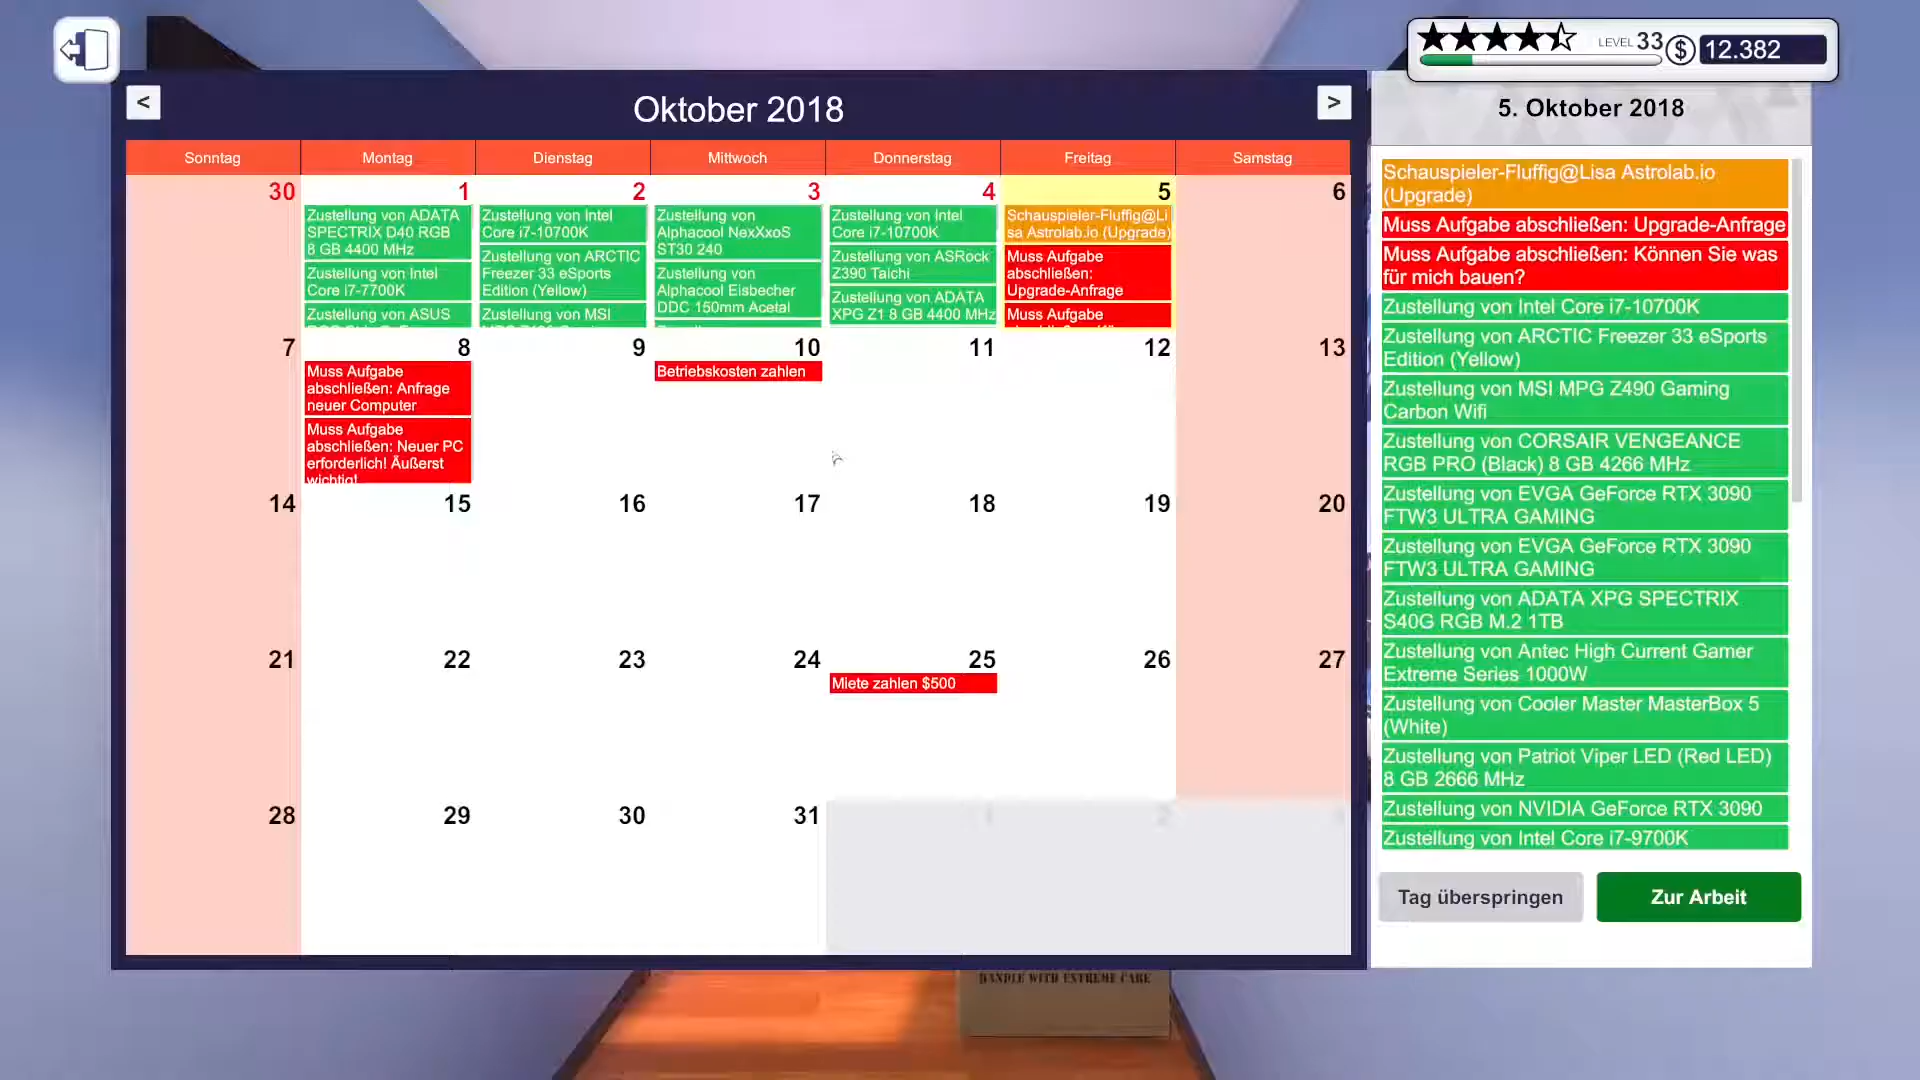 LEVEL 33
$ 12.382
<
Oktober 2018
>
5. Oktober 2018
Sonntag Montag Dienstag Mittwoch Donnerstag Freitag Samstag
30 1 2 3 4 5 6
Zustellung von ADATA
SPECTRIX D40 RGB
8 GB 4400 MHz
Zustellung von Intel
Core i7-7700K
Zustellung von ASUS
Zustellung von Intel
Core i7-10700K
Zustellung von ARCTIC
Freezer 33 eSports
Edition (Yellow)
Zustellung von MSI
Zustellung von
Alphacool NexXxoS
ST30 240
Zustellung von
Alphacool Eisbecher
DDC 150mm Acetal
Zustellung von Intel
Core i7-10700K
Zustellung von ASRock
Z390 Taichi
Zustellung von ADATA
XPG Z1 8 GB 4400 MHz
Schauspieler-Fluffig@Li
sa Astrolab.io (Upgrade)
Muss Aufgabe
abschließen:
Upgrade-Anfrage
Muss Aufgabe
7 8 9 10 11 12 13
Muss Aufgabe
abschließen: Anfrage
neuer Computer
Muss Aufgabe
abschließen: Neuer PC
erforderlich! Äußerst
wichtig!
Betriebskosten zahlen
14 15 16 17 18 19 20
21 22 23 24 25 26 27
Miete zahlen $500
28 29 30 31 1 2
Schauspieler-Fluffig@Lisa Astrolab.io
(Upgrade)
Muss Aufgabe abschließen: Upgrade-Anfrage
Muss Aufgabe abschließen: Können Sie was
für mich bauen?
Zustellung von Intel Core i7-10700K
Zustellung von ARCTIC Freezer 33 eSports
Edition (Yellow)
Zustellung von MSI MPG Z490 Gaming
Carbon Wifi
Zustellung von CORSAIR VENGEANCE
RGB PRO (Black) 8 GB 4266 MHz
Zustellung von EVGA GeForce RTX 3090
FTW3 ULTRA GAMING
Zustellung von EVGA GeForce RTX 3090
FTW3 ULTRA GAMING
Zustellung von ADATA XPG SPECTRIX
S40G RGB M.2 1TB
Zustellung von Antec High Current Gamer
Extreme Series 1000W
Zustellung von Cooler Master MasterBox 5
(White)
Zustellung von Patriot Viper LED (Red LED)
8 GB 2666 MHz
Zustellung von NVIDIA GeForce RTX 3090
Zustellung von Intel Core i7-9700K
Tag überspringen
Zur Arbeit
HANDLE WITH EXTREME CARE